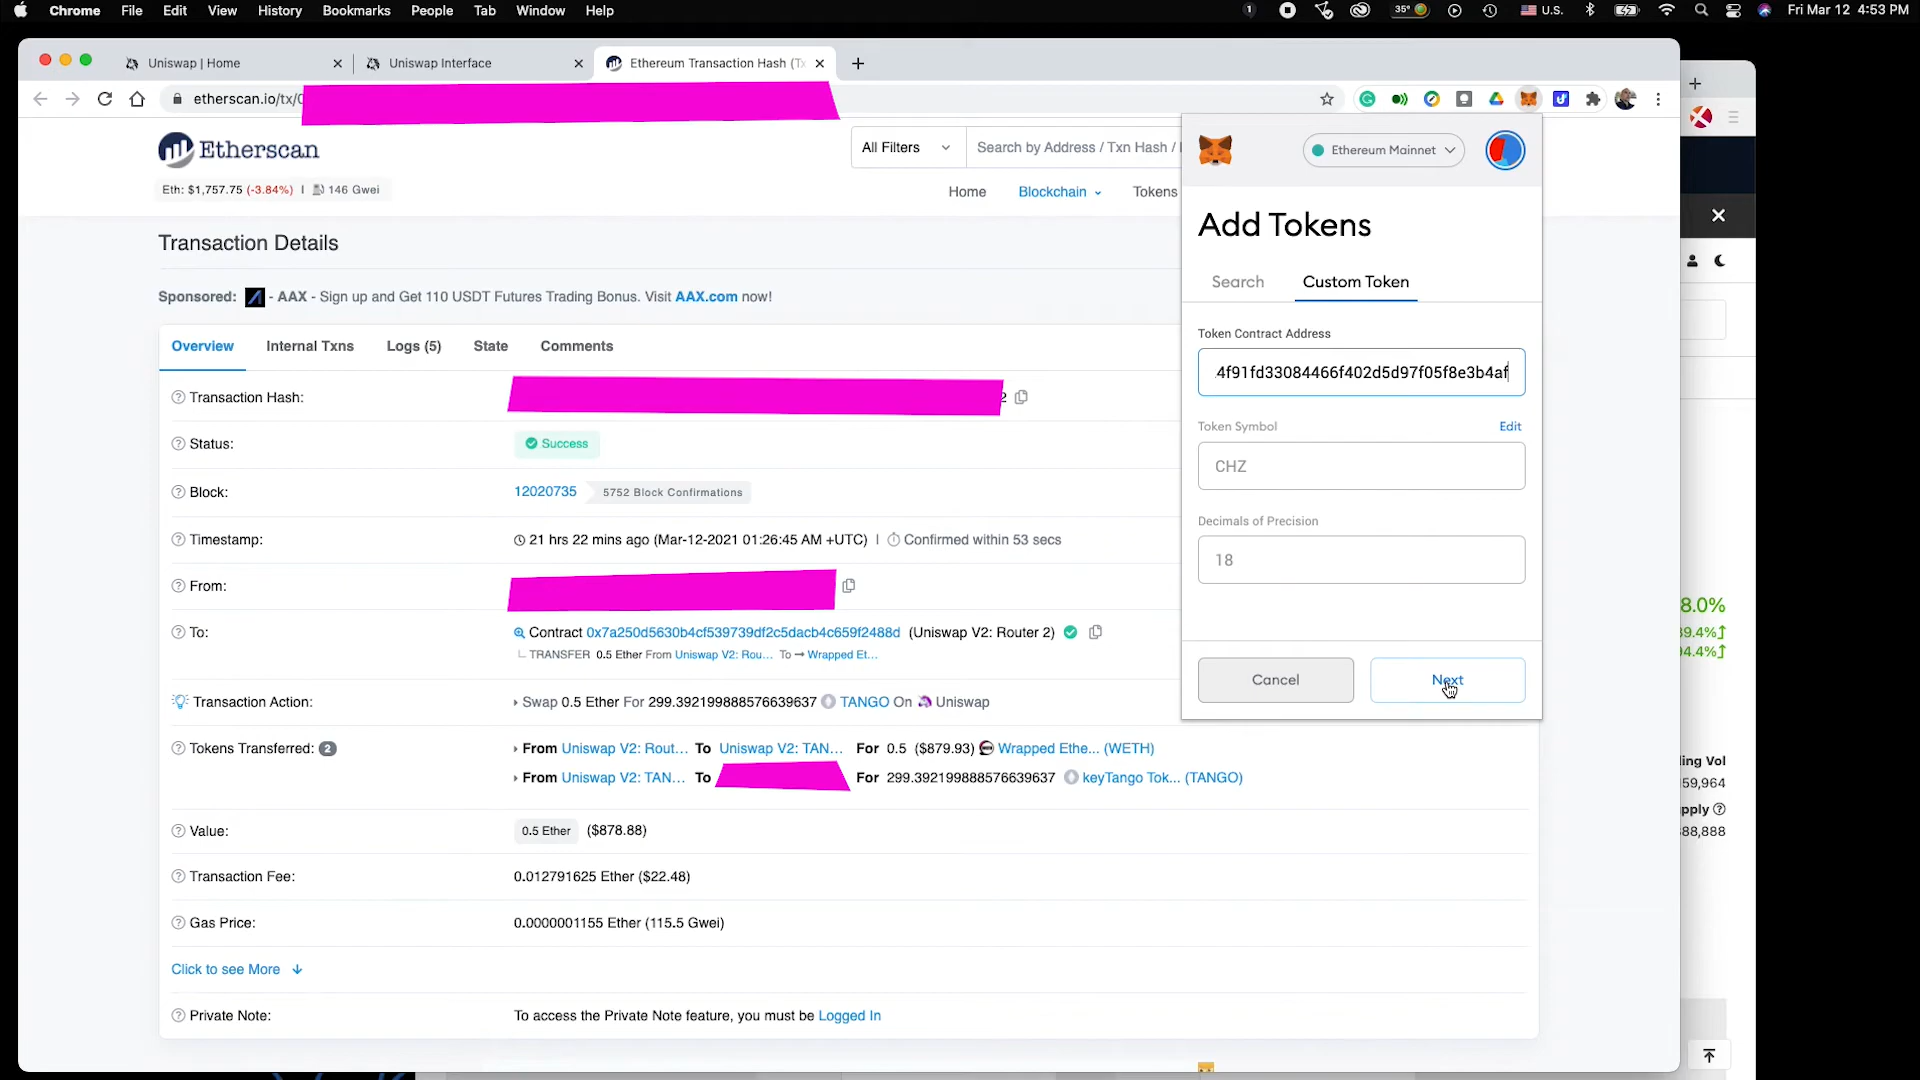 Chrome File Edit View History Bookmarks People Tab Window Help
1 35° U.S. Fri Mar 12 4:53 PM
Uniswap | Home
Uniswap Interface
Ethereum Transaction Hash (Tx
etherscan.io/tx/0
Etherscan
All Filters
Search by Address / Txn Hash /
Eth: $1,757.75 (-3.84%) | 146 Gwei
Home Blockchain Tokens
Transaction Details
Sponsored: - AAX - Sign up and Get 110 USDT Futures Trading Bonus. Visit AAX.com now!
Overview Internal Txns Logs (5) State Comments
Transaction Hash: 2
Status: Success
Block: 12020735 5752 Block Confirmations
Timestamp: 21 hrs 22 mins ago (Mar-12-2021 01:26:45 AM +UTC) | Confirmed within 53 secs
From:
To: Contract 0x7a250d5630b4cf539739df2c5dacb4c659f2488d (Uniswap V2: Router 2)
TRANSFER 0.5 Ether From Uniswap V2: Rou... To → Wrapped Et...
Transaction Action: Swap 0.5 Ether For 299.392199888576639637 TANGO On Uniswap
Tokens Transferred: 2 From Uniswap V2: Rout... To Uniswap V2: TAN... For 0.5 ($879.93) Wrapped Ethe... (WETH)
From Uniswap V2: TAN... To For 299.392199888576639637 keyTango Tok... (TANGO)
Value: 0.5 Ether ($878.88)
Transaction Fee: 0.012791625 Ether ($22.48)
Gas Price: 0.0000001155 Ether (115.5 Gwei)
Click to see More
Private Note: To access the Private Note feature, you must be Logged In
Ethereum Mainnet
Add Tokens
Search Custom Token
Token Contract Address
4f91fd33084466f402d5d97f05f8e3b4af
Token Symbol Edit
CHZ
Decimals of Precision
18
Cancel Next
8.0%
39.4%
94.4%
ling Vol
159,964
pply
88,888